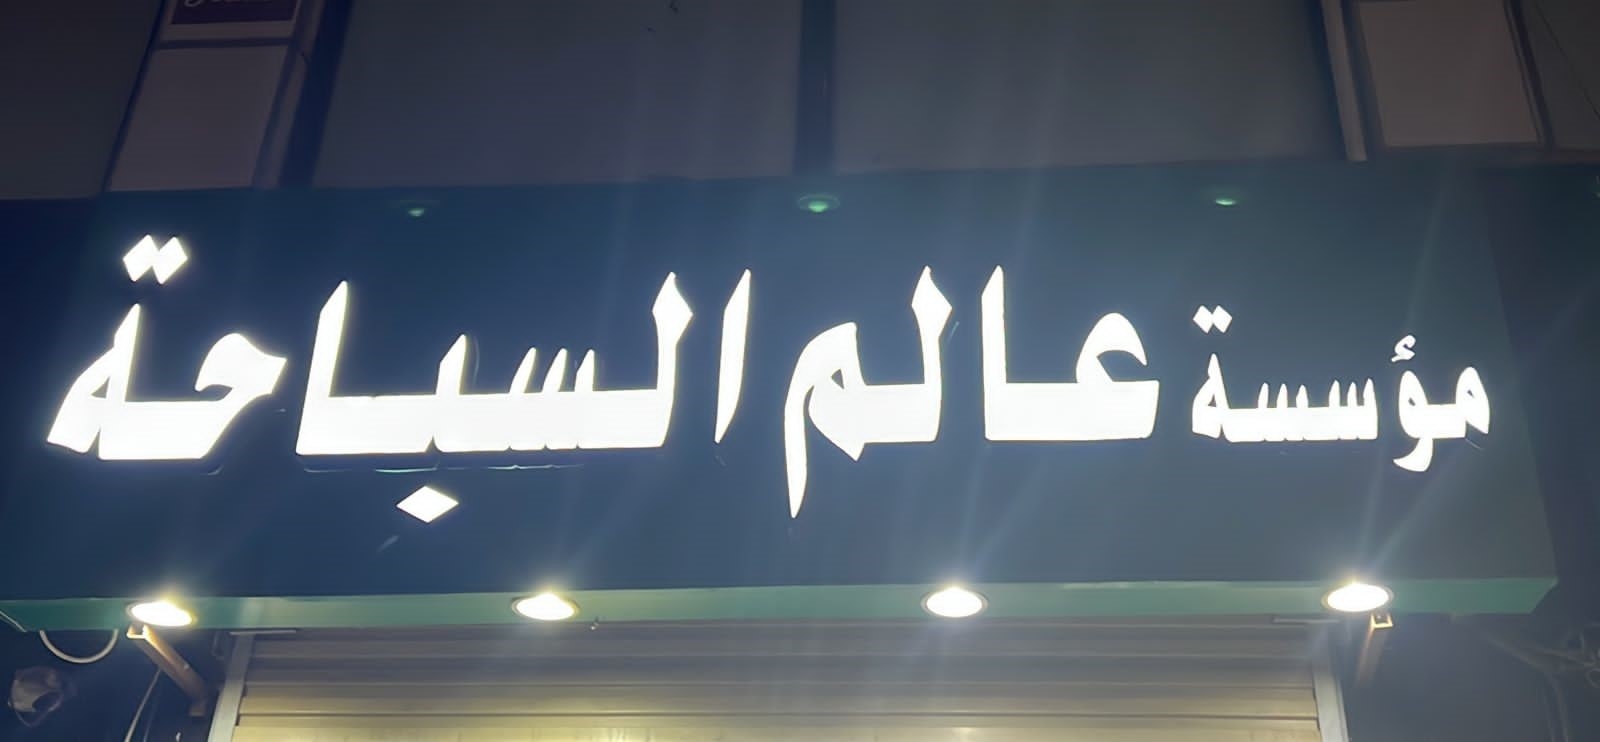 مؤسسة عالم السباحة